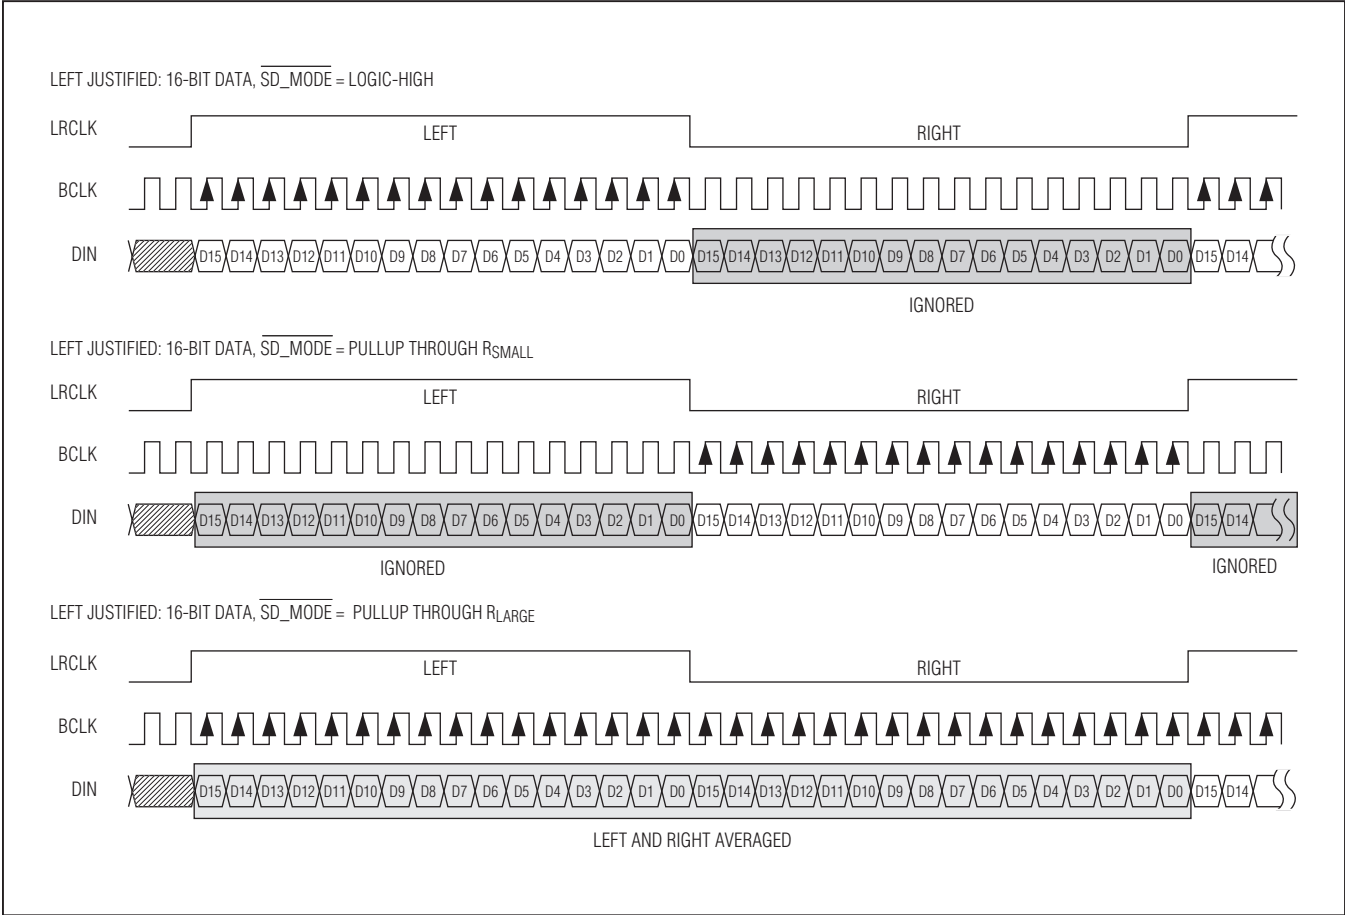 LEFT JUSTIFIED: 16-BIT DATA, SD_MODE = LOGIC-HIGH
LRCLK LEFT RIGHT
BCLK
DIN D15 D14 D13 D12 D11 D10 D9 D8 D7 D6 D5 D4 D3 D2 D1 D0 D15 D14 D13 D12 D11 D10 D9 D8 D7 D6 D5 D4 D3 D2 D1 D0 D15 D14
IGNORED
LEFT JUSTIFIED: 16-BIT DATA, SD_MODE = PULLUP THROUGH RSMALL
LRCLK LEFT RIGHT
BCLK
DIN D15 D14 D13 D12 D11 D10 D9 D8 D7 D6 D5 D4 D3 D2 D1 D0 D15 D14 D13 D12 D11 D10 D9 D8 D7 D6 D5 D4 D3 D2 D1 D0 D15 D14
IGNORED IGNORED
LEFT JUSTIFIED: 16-BIT DATA, SD_MODE = PULLUP THROUGH RLARGE
LRCLK LEFT RIGHT
BCLK
DIN D15 D14 D13 D12 D11 D10 D9 D8 D7 D6 D5 D4 D3 D2 D1 D0 D15 D14 D13 D12 D11 D10 D9 D8 D7 D6 D5 D4 D3 D2 D1 D0 D15 D14
LEFT AND RIGHT AVERAGED